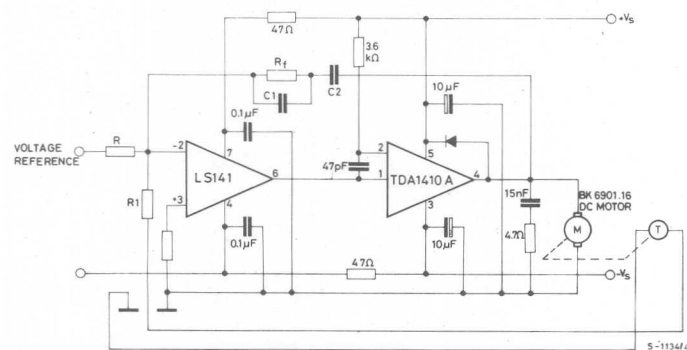 47Ω
+Vs
3.6
kΩ
Rf
C1
C2
10µF
0.1µF
VOLTAGE
REFERENCE
R
-2
7
LS141
6
47pF
2
1
TDA1410A
5
4
3
15nF
BK 6901.16
DC MOTOR
M
T
R1
+3
4
0.1µF
10µF
4.7Ω
47Ω
-Vs
S-1134/